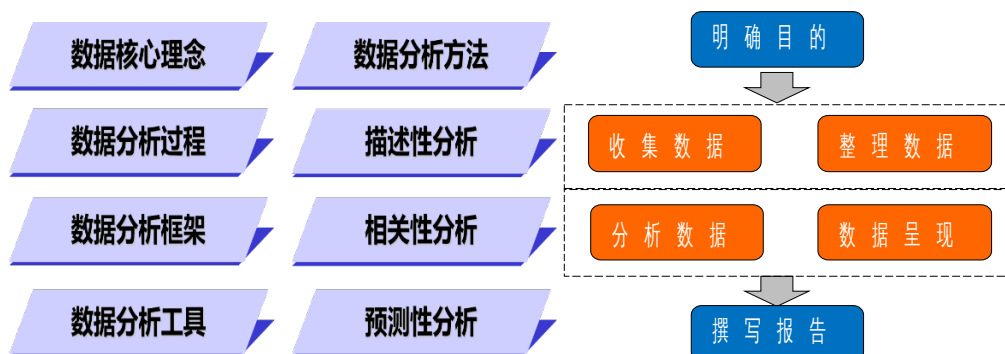 数据核心理念
数据分析方法
明确目的
数据分析过程
描述性分析
收集数据
整理数据
数据分析框架
相关性分析
分析数据
数据呈现
数据分析工具
预测性分析
撰写报告